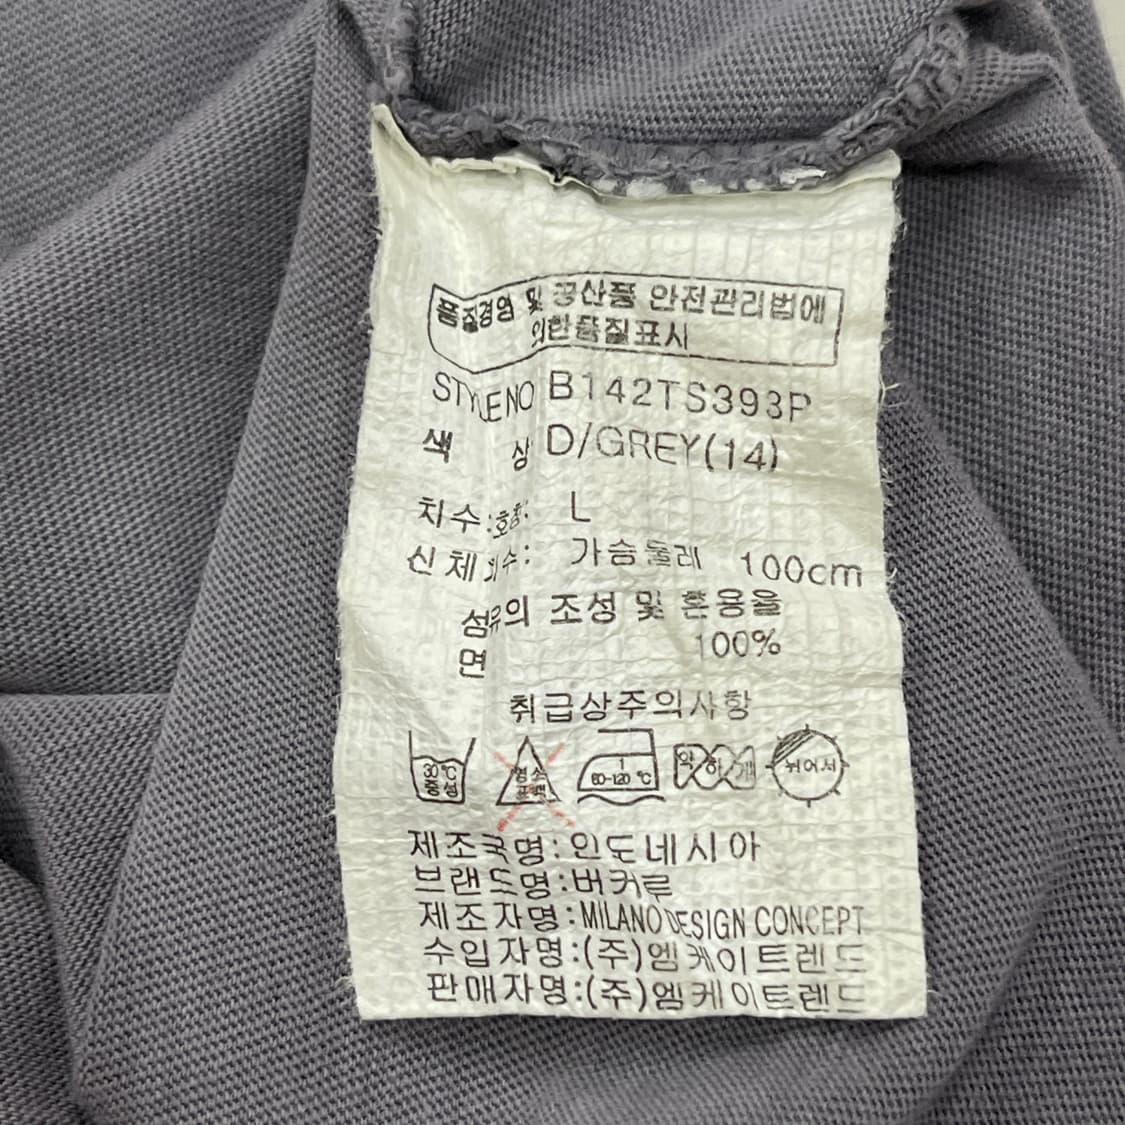 품질경영 및 공산품 안전관리법에
의한품질표시
STYLE NO B142TS393P
색 상 D/GREY(14)
치수:호칭: L
신체치수: 가슴둘레 100cm
섬유의 조성 및 혼용율
면 100%
취급상주의사항
30℃ 중성
염소 표백
1 80-120 ℃
약하게
뉘어서
제조국명:인도네시아
브랜드명:버커루
제조자명:MILANO DESIGN CONCEPT
수입자명:(주)엠케이트렌드
판매자명:(주)엠케이트렌드